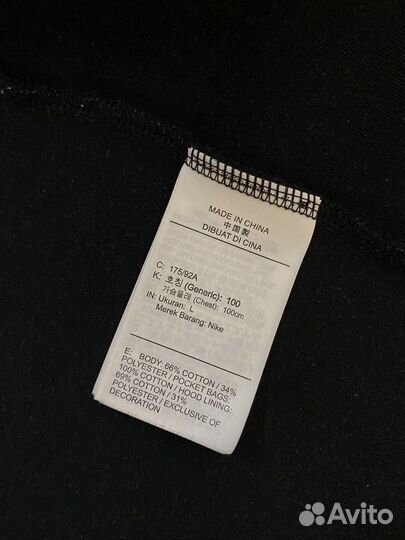 MADE IN CHINA
中国製
DIBUAT DI CINA
C: 175/92A
K: 호칭 (Generic): 100
가슴둘레 (Chest): 100cm
IN: Ukuran: L
Merek Barang: Nike
E: BODY: 66% COTTON / 34%
POLYESTER / POCKET BAGS:
100% COTTON / HOOD LINING:
69% COTTON / 31%
POLYESTER / EXCLUSIVE OF
DECORATION
Avito